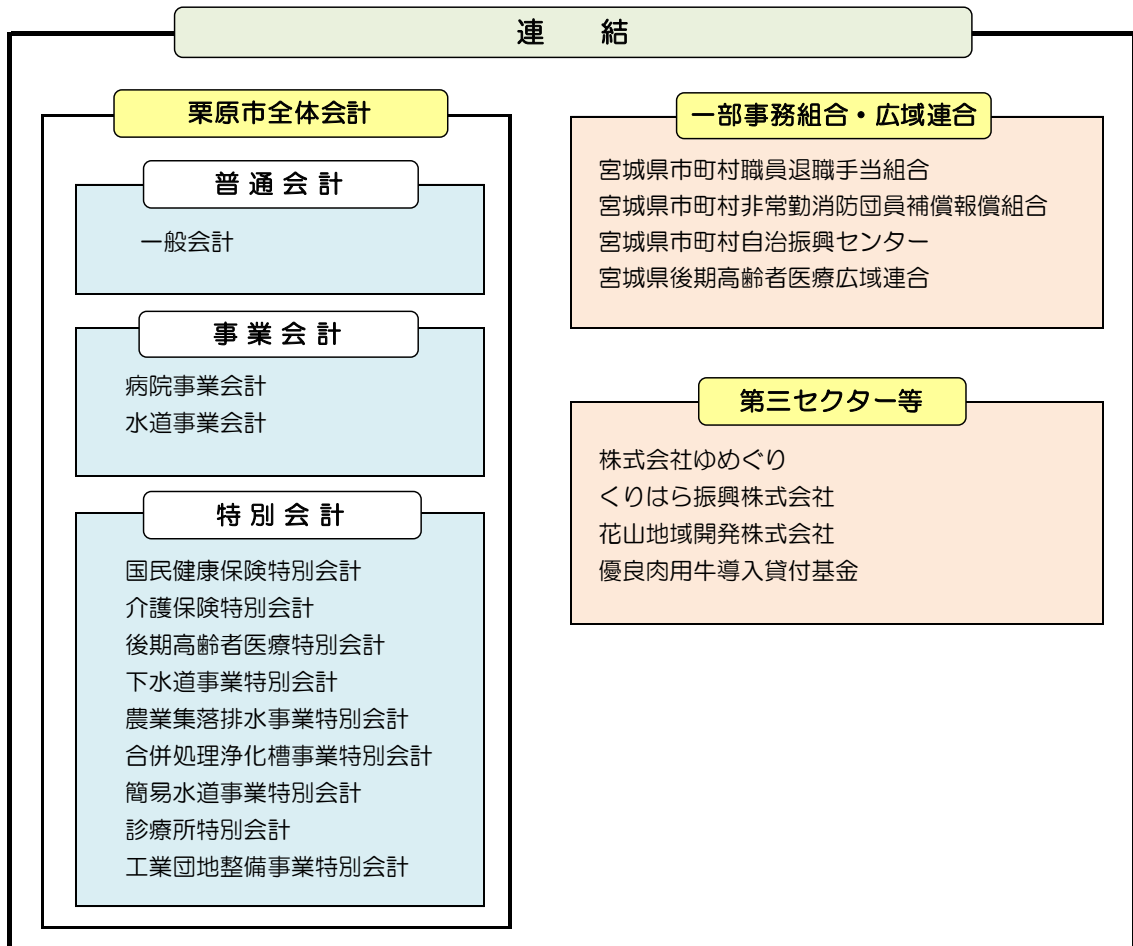 連 結
栗原市全体会計
普通会計
一般会計
事業会計
病院事業会計
水道事業会計
特別会計
国民健康保険特別会計
介護保険特別会計
後期高齢者医療特別会計
下水道事業特別会計
農業集落排水事業特別会計
合併処理浄化槽事業特別会計
簡易水道事業特別会計
診療所特別会計
工業団地整備事業特別会計
一部事務組合・広域連合
宮城県市町村職員退職手当組合
宮城県市町村非常勤消防団員補償報償組合
宮城県市町村自治振興センター
宮城県後期高齢者医療広域連合
第三セクター等
株式会社ゆめぐり
くりはら振興株式会社
花山地域開発株式会社
優良肉用牛導入貸付基金